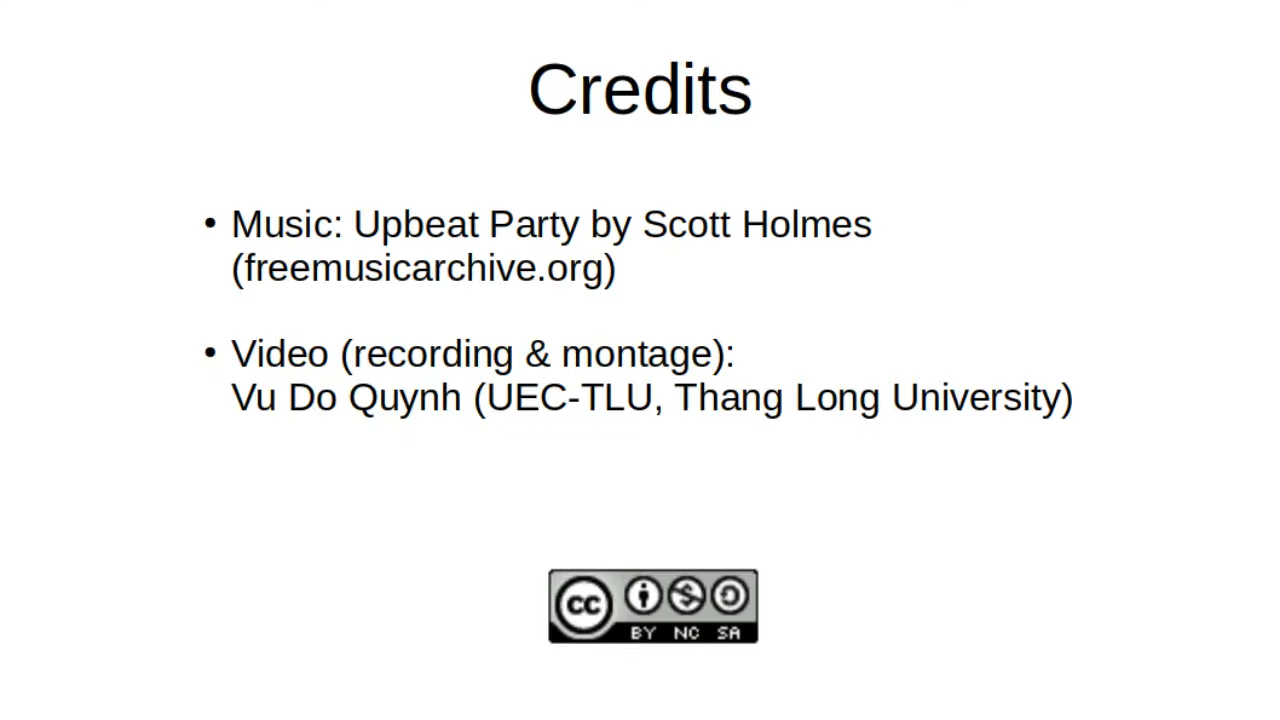 Credits
• Music: Upbeat Party by Scott Holmes
(freemusicarchive.org)
• Video (recording & montage):
Vu Do Quynh (UEC-TLU, Thang Long University)
cc
BY NC SA